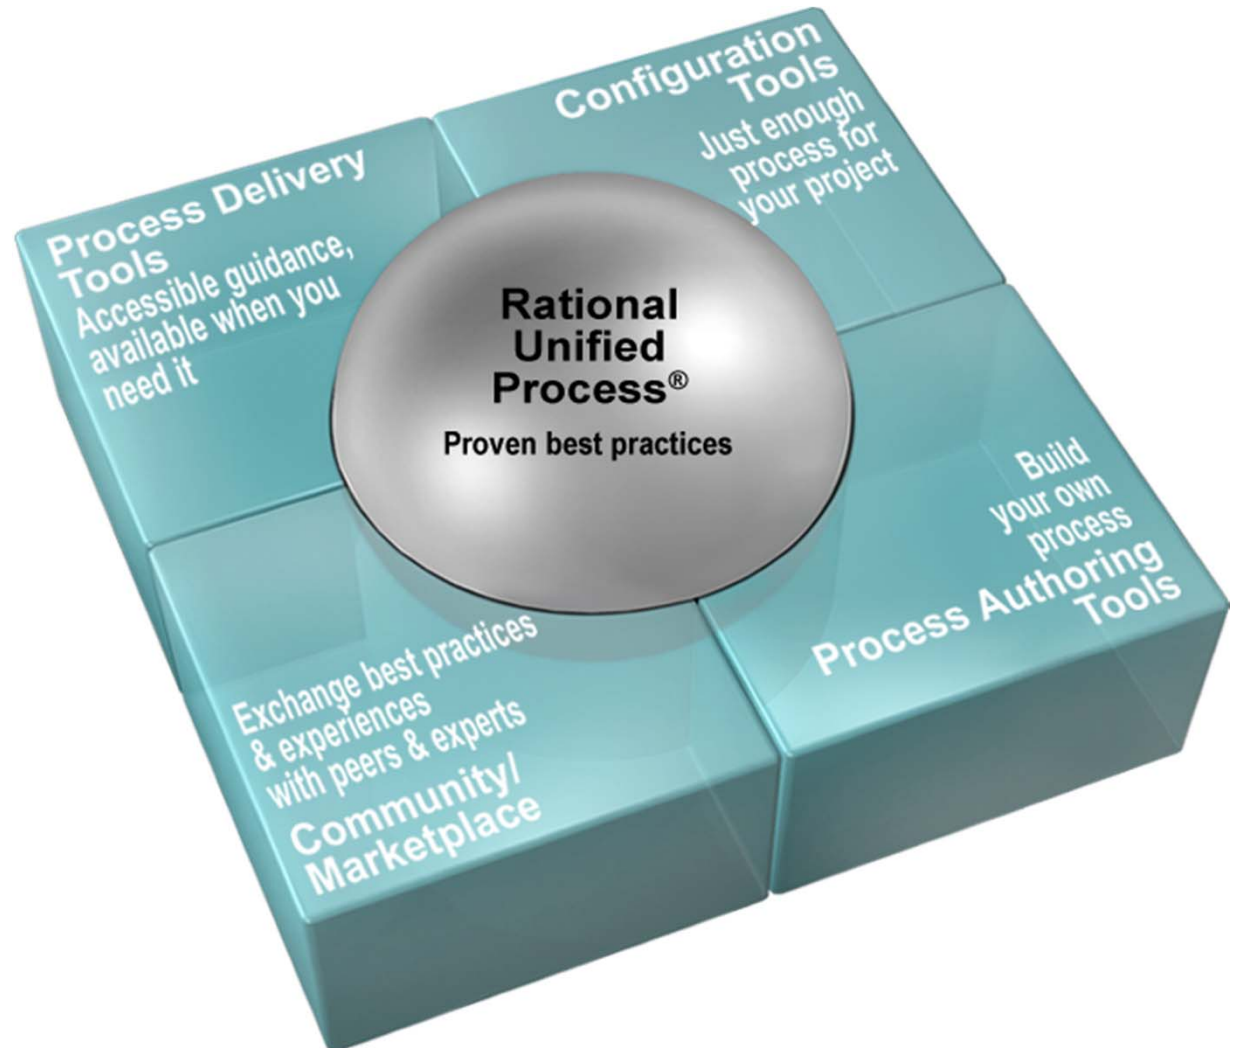 Process Delivery
Tools
Accessible guidance,
available when you
need it
Configuration
Tools
Just enough
process for
your project
Rational
Unified
Process®
Proven best practices
Build
your own
process
Process Authoring
Tools
Exchange best practices
& experiences
with peers & experts
Community/
Marketplace